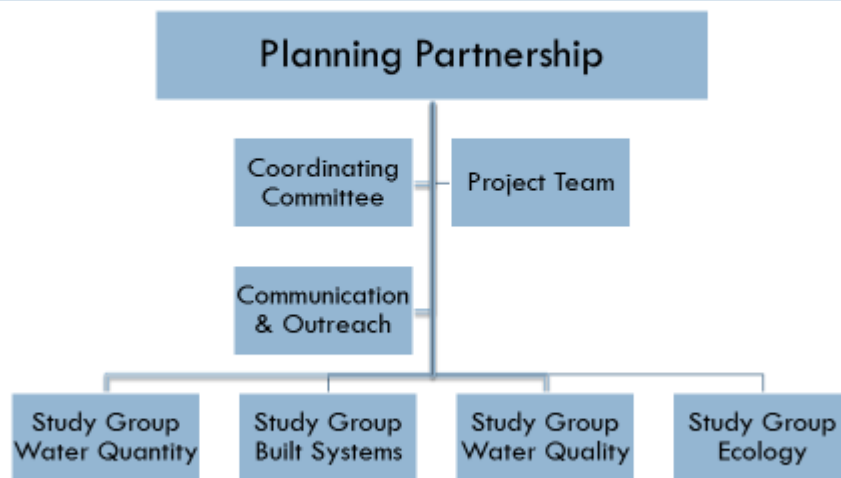 Planning Partnership
Coordinating
Committee
Project Team
Communication
& Outreach
Study Group
Water Quantity
Study Group
Built Systems
Study Group
Water Quality
Study Group
Ecology